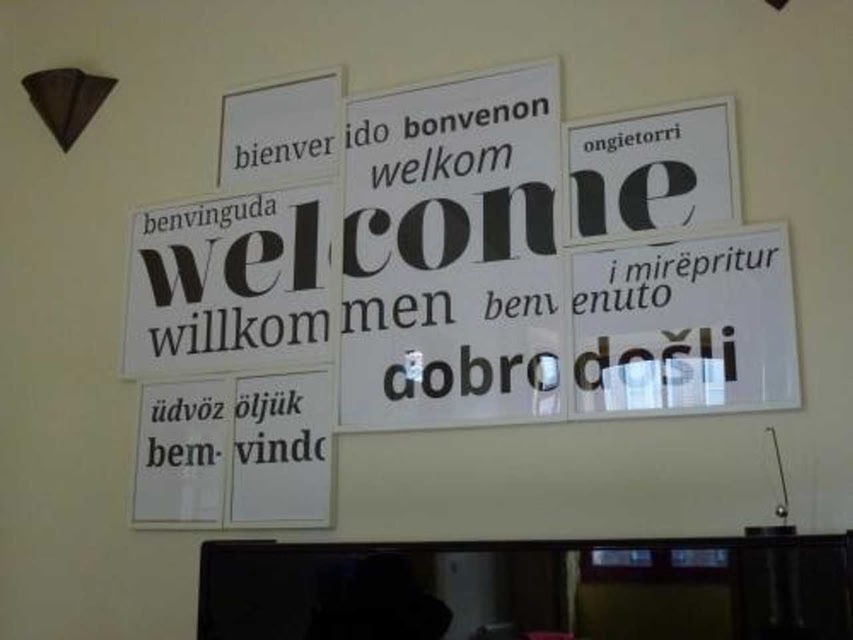 bienvenido bonvenon
welkom
ongietorri
benvinguda
welcome
i mirëpritur
willkommen benvenuto
dobrodošli
üdvözöljük
bem-vindo